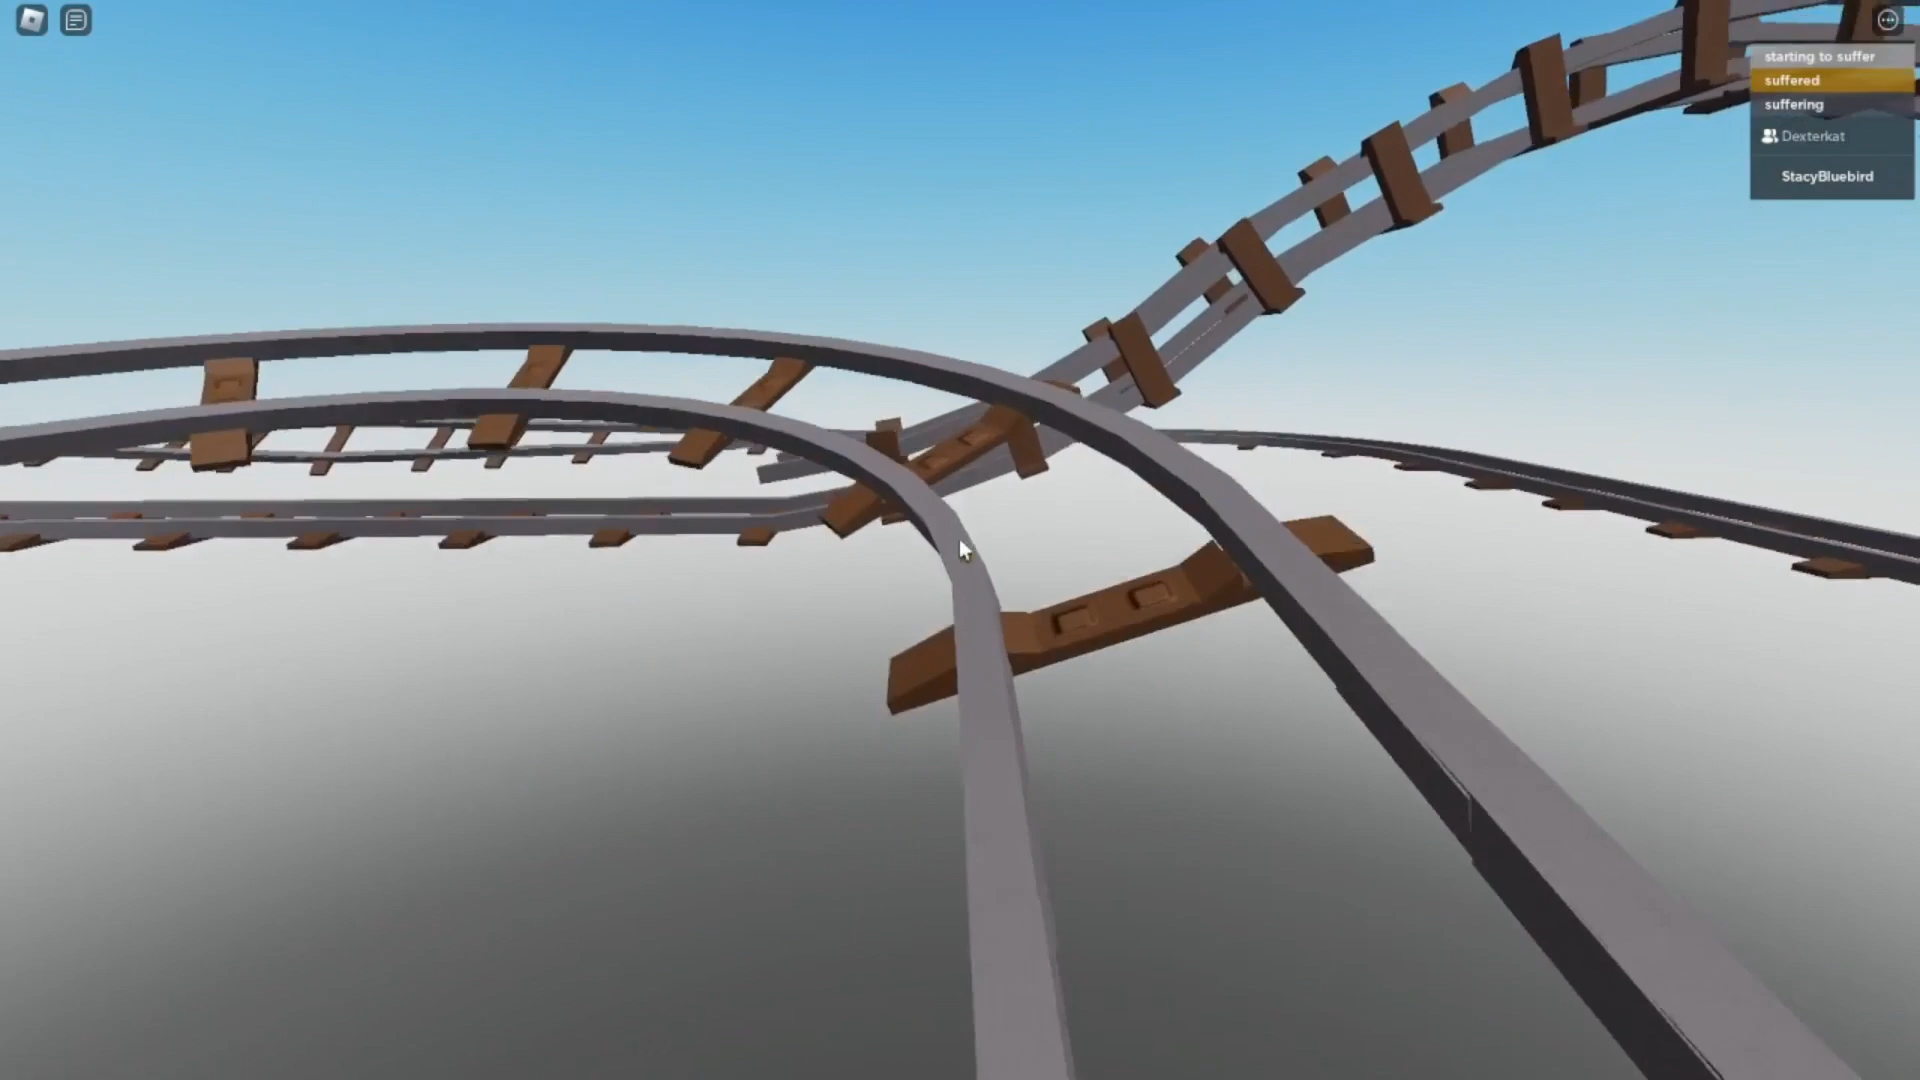 starting to suffer
suffered
suffering
Dexterkat
StacyBluebird